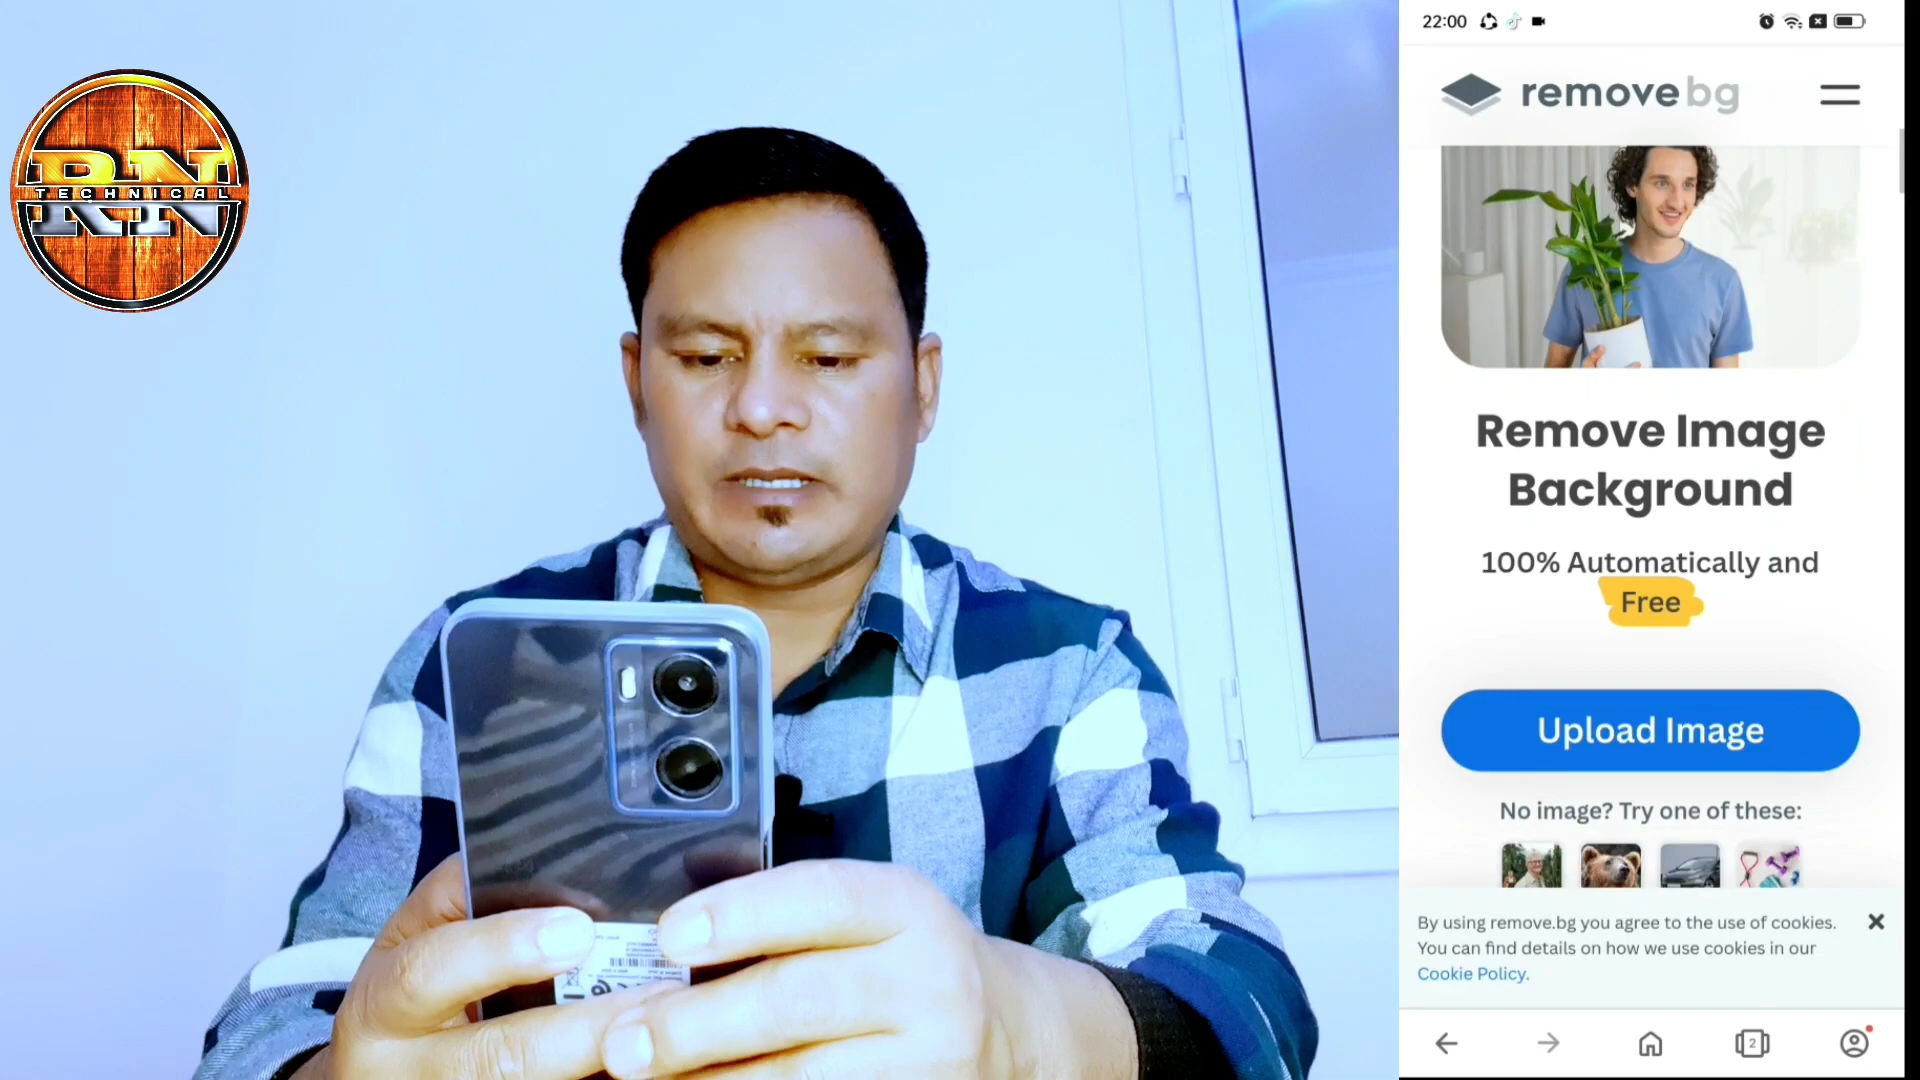 RN
TECHNICAL
22:00
removebg
Remove Image
Background
100% Automatically and
Free
Upload Image
No image? Try one of these:
By using remove.bg you agree to the use of cookies.
You can find details on how we use cookies in our
Cookie Policy.
2